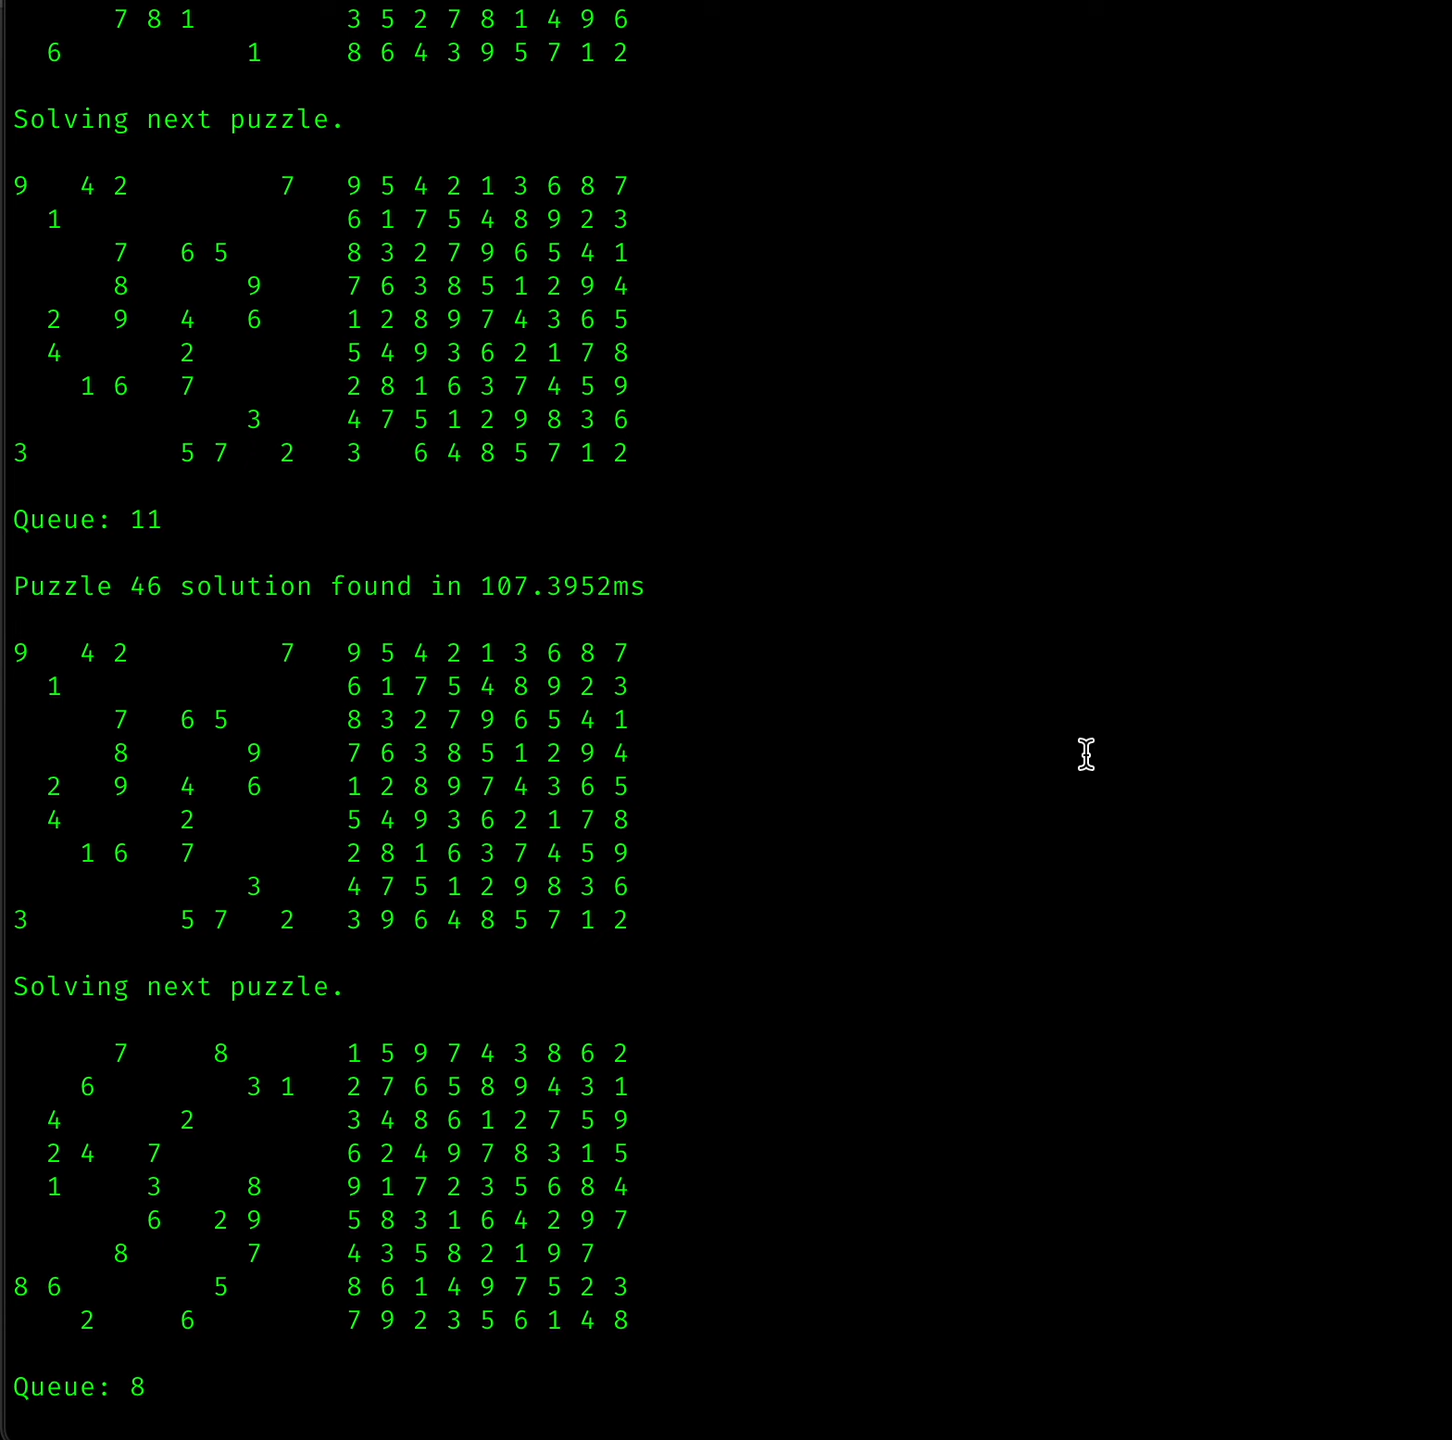 7 8 1         3 5 2 7 8 1 4 9 6
  6           1     8 6 4 3 9 5 7 1 2
Solving next puzzle.
9   4 2         7   9 5 4 2 1 3 6 8 7
  1                 6 1 7 5 4 8 9 2 3
      7   6 5       8 3 2 7 9 6 5 4 1
      8       9     7 6 3 8 5 1 2 9 4
  2   9   4   6     1 2 8 9 7 4 3 6 5
  4       2         5 4 9 3 6 2 1 7 8
    1 6   7         2 8 1 6 3 7 4 5 9
              3     4 7 5 1 2 9 8 3 6
3         5 7   2   3   6 4 8 5 7 1 2
Queue: 11
Puzzle 46 solution found in 107.3952ms
9   4 2         7   9 5 4 2 1 3 6 8 7
  1                 6 1 7 5 4 8 9 2 3
      7   6 5       8 3 2 7 9 6 5 4 1
      8       9     7 6 3 8 5 1 2 9 4
  2   9   4   6     1 2 8 9 7 4 3 6 5
  4       2         5 4 9 3 6 2 1 7 8
    1 6   7         2 8 1 6 3 7 4 5 9
              3     4 7 5 1 2 9 8 3 6
3         5 7   2   3 9 6 4 8 5 7 1 2
Solving next puzzle.
      7     8       1 5 9 7 4 3 8 6 2
    6         3 1   2 7 6 5 8 9 4 3 1
  4       2         3 4 8 6 1 2 7 5 9
  2 4   7           6 2 4 9 7 8 3 1 5
  1     3     8     9 1 7 2 3 5 6 8 4
        6   2 9     5 8 3 1 6 4 2 9 7
      8       7     4 3 5 8 2 1 9 7
8 6         5       8 6 1 4 9 7 5 2 3
    2     6         7 9 2 3 5 6 1 4 8
Queue: 8